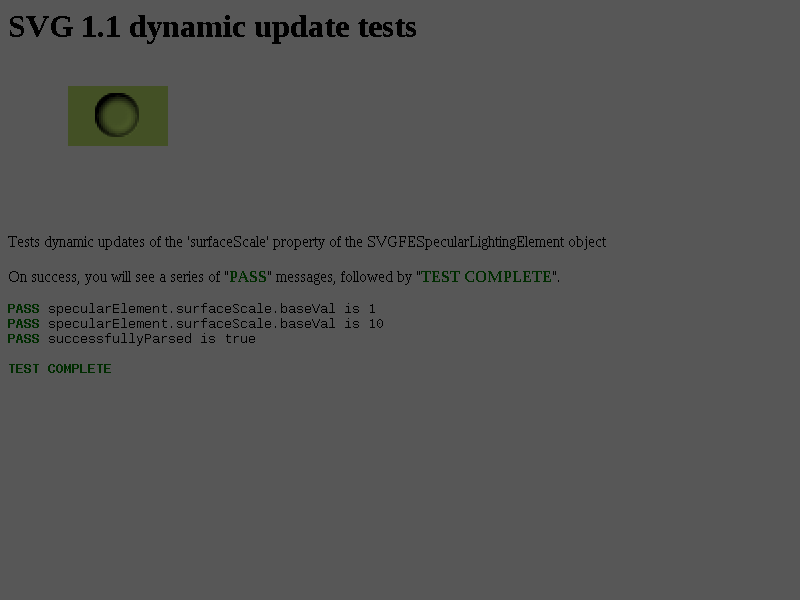 SVG 1.1 dynamic update tests
Tests dynamic updates of the 'surfaceScale' property of the SVGFESpecularLightingElement object
On success, you will see a series of "PASS" messages, followed by "TEST COMPLETE".
PASS specularElement.surfaceScale.baseVal is 1
PASS specularElement.surfaceScale.baseVal is 10
PASS successfullyParsed is true
TEST COMPLETE